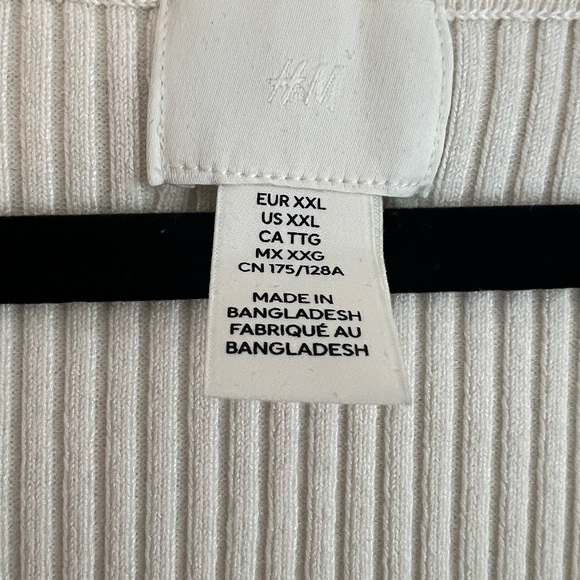 H&M
EUR XXL
US XXL
CA TTG
MX XXG
CN 175/128A
MADE IN
BANGLADESH
FABRIQUÉ AU
BANGLADESH